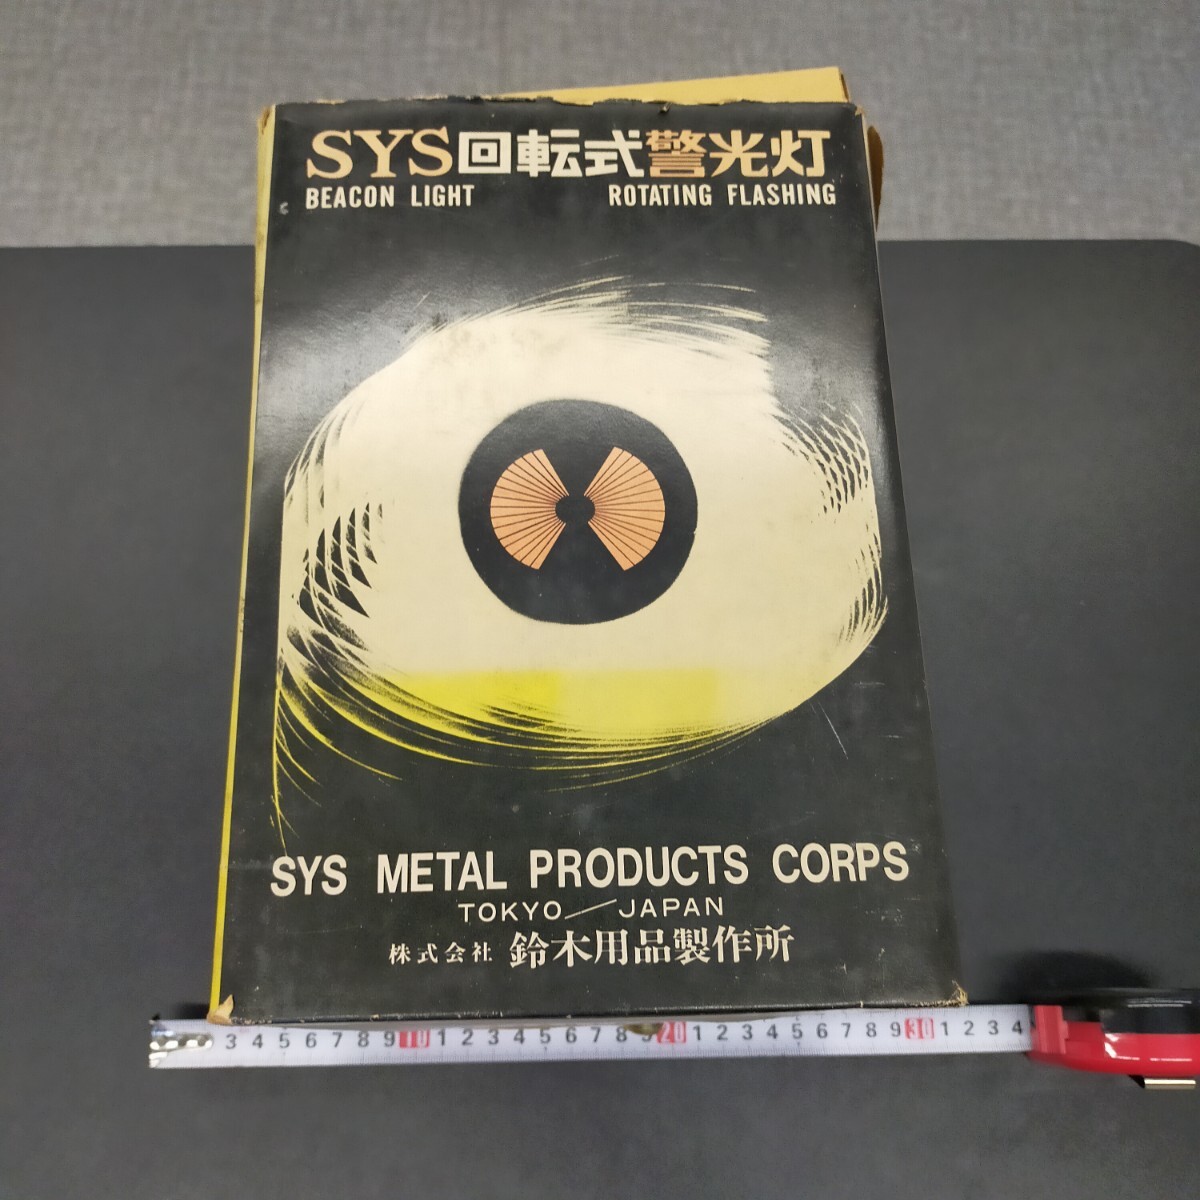 SYS回転式警光灯
BEACON LIGHT ROTATING FLASHING
SYS METAL PRODUCTS CORPS
TOKYO／JAPAN
株式会社 鈴木用品製作所
3 4 5 6 7 8 9 10 1 2 3 4 5 6 7 8 9 20 1 2 3 4 5 6 7 8 9 30 1 2 3 4